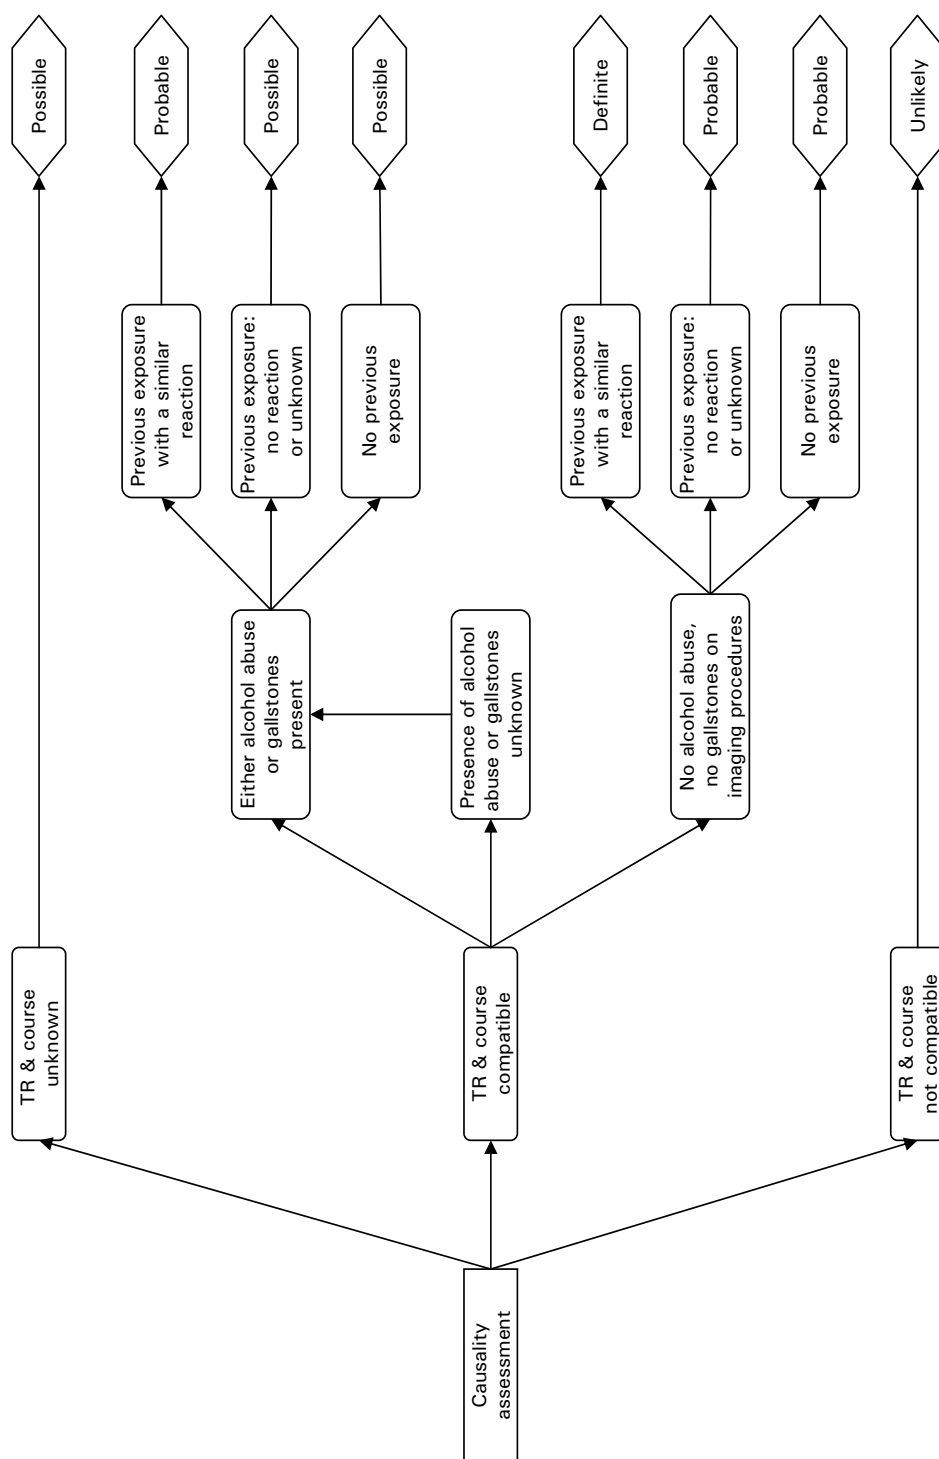 Causality
assessment
TR & course
unknown
TR & course
compatible
TR & course
not compatible
Either alcohol abuse
or gallstones
present
Presence of alcohol
abuse or gallstones
unknown
No alcohol abuse,
no gallstones on
imaging procedures
Previous exposure
with a similar
reaction
Previous exposure:
no reaction
or unknown
No previous
exposure
Previous exposure
with a similar
reaction
Previous exposure:
no reaction
or unknown
No previous
exposure
Possible
Probable
Possible
Possible
Definite
Probable
Probable
Unlikely